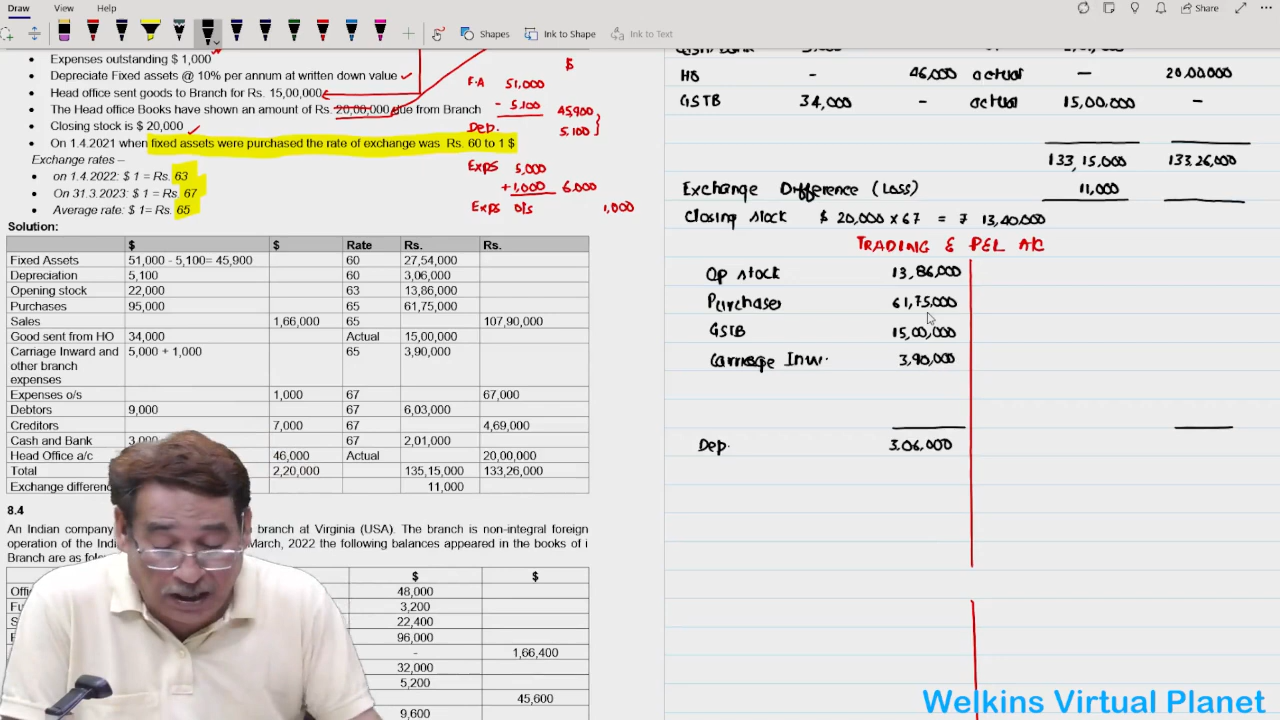 Draw Insert View Help
Share
Shapes Ink to Shape Ink to Text
• Expenses outstanding $ 1,000
• Depreciate Fixed assets @ 10% per annum at written down value
• Head office sent goods to Branch for Rs. 15,00,000
• The Head office Books have shown an amount of Rs. 20,00,000 due from Branch
• Closing stock is $ 20,000
• On 1.4.2021 when fixed assets were purchased the rate of exchange was Rs. 60 to 1 $
Exchange rates –
• on 1.4.2022: $ 1 = Rs. 63
• On 31.3.2023: $ 1 = Rs. 67
• Average rate: $ 1= Rs. 65
$
F.A 51,000
- 5,100 45,900
Dep. 5,100
Exps 5,000
+1,000 6,000
Exps o/s 1,000
Solution:
$ $ Rate Rs. Rs.
Fixed Assets 51,000 - 5,100= 45,900 60 27,54,000
Depreciation 5,100 60 3,06,000
Opening stock 22,000 63 13,86,000
Purchases 95,000 65 61,75,000
Sales 1,66,000 65 107,90,000
Good sent from HO 34,000 Actual 15,00,000
Carriage Inward and 5,000 + 1,000 65 3,90,000
other branch
expenses
Expenses o/s 1,000 67 67,000
Debtors 9,000 67 6,03,000
Creditors 7,000 67 4,69,000
Cash and Bank 3,000 67 2,01,000
Head Office a/c 46,000 Actual 20,00,000
Total 2,20,000 135,15,000 133,26,000
Exchange differen 11,000
8.4
An Indian company branch at Virginia (USA). The branch is non-integral foreign
operation of the Indi March, 2022 the following balances appeared in the books of i
Branch are as follo
$ $
48,000
3,200
22,400
96,000
- 1,66,400
32,000
5,200
45,600
9,600
HO - 46,000 actual — 20,00,000
GSTB 34,000 - actual 15,00,000 -
133,15,000 133,26,000
Exchange Difference (Loss) 11,000
Closing stock $ 20,000 x 67 = ₹ 13,40,000
TRADING & P&L A/C
Op stock 13,86,000
Purchases 61,75,000
GSTB 15,00,000
Carriage Inw. 3,90,000
Dep. 3,06,000
Welkins Virtual Planet